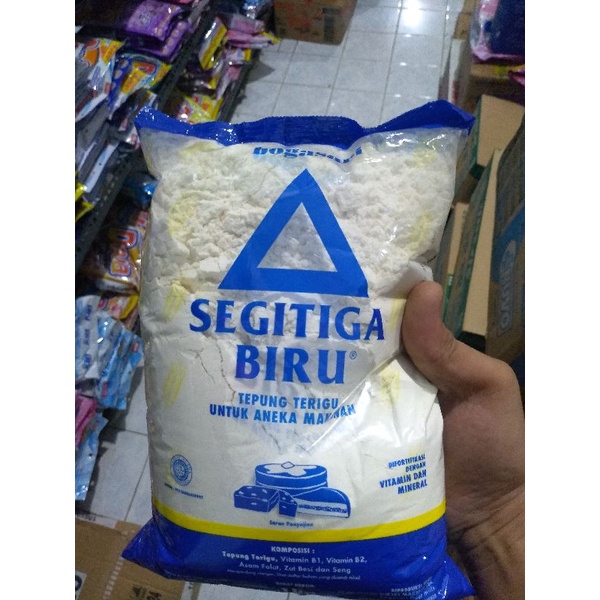 bogasari
SEGITIGA
BIRU®
TEPUNG TERIGU
UNTUK ANEKA MAKANAN
DIFORTIFIKASI
DENGAN
VITAMIN DAN
MINERAL
Saran Penyajian
KOMPOSISI :
Tepung Terigu, Vitamin B1, Vitamin B2,
Asam Folat, Zat Besi dan Seng